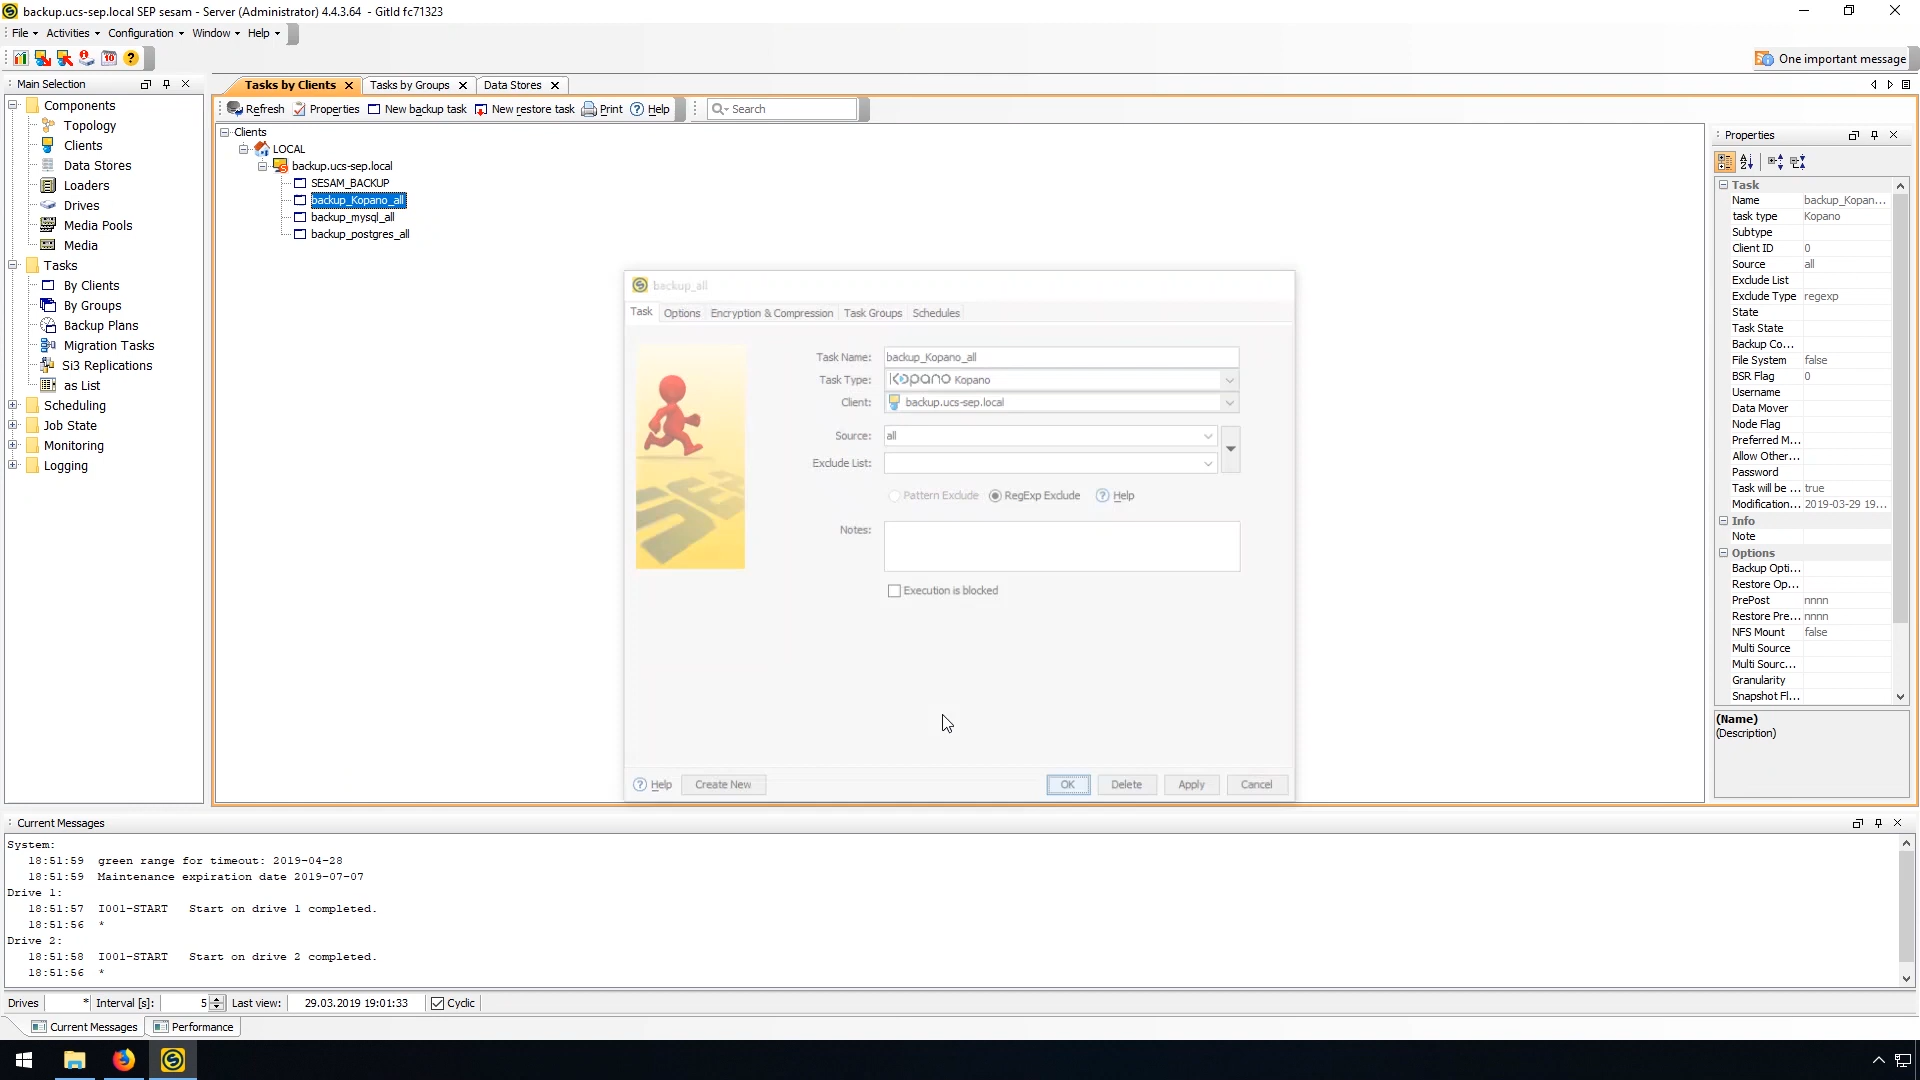 backup.ucs-sep.local SEP sesam - Server (Administrator) 4.4.3.64 - GitId fc71323
File Activities Configuration Window Help
10 ?
One important message
Main Selection
Components
Topology
Clients
Data Stores
Loaders
Drives
Media Pools
Media
Tasks
By Clients
By Groups
Backup Plans
Migration Tasks
Si3 Replications
as List
Scheduling
Job State
Monitoring
Logging
Tasks by Clients Tasks by Groups Data Stores
Refresh Properties New backup task New restore task Print Help Search
Clients
LOCAL
backup.ucs-sep.local
SESAM_BACKUP
backup_Kopano_all
backup_mysql_all
backup_postgres_all
backup_all
Task Options Encryption & Compression Task Groups Schedules
Task Name: backup_Kopano_all
Task Type: kopano Kopano
Client: backup.ucs-sep.local
Source: all
Exclude List:
Pattern Exclude RegExp Exclude Help
Notes:
Execution is blocked
Help Create New OK Delete Apply Cancel
Properties
Task
Name backup_Kopan...
task type Kopano
Subtype
Client ID 0
Source all
Exclude List
Exclude Type regexp
State
Task State
Backup Co...
File System false
BSR Flag 0
Username
Data Mover
Node Flag
Preferred M...
Allow Other...
Password
Task will be ... true
Modification... 2019-03-29 19...
Info
Note
Options
Backup Opti...
Restore Op...
PrePost nnnn
Restore Pre... nnnn
NFS Mount false
Multi Source
Multi Sourc...
Granularity
Snapshot Fl...
(Name)
(Description)
Current Messages
System:
18:51:59 green range for timeout: 2019-04-28
18:51:59 Maintenance expiration date 2019-07-07
Drive 1:
18:51:57 I001-START Start on drive 1 completed.
18:51:56 *
Drive 2:
18:51:58 I001-START Start on drive 2 completed.
18:51:56 *
Drives * Interval [s]: 5 Last view: 29.03.2019 19:01:33 Cyclic
Current Messages Performance